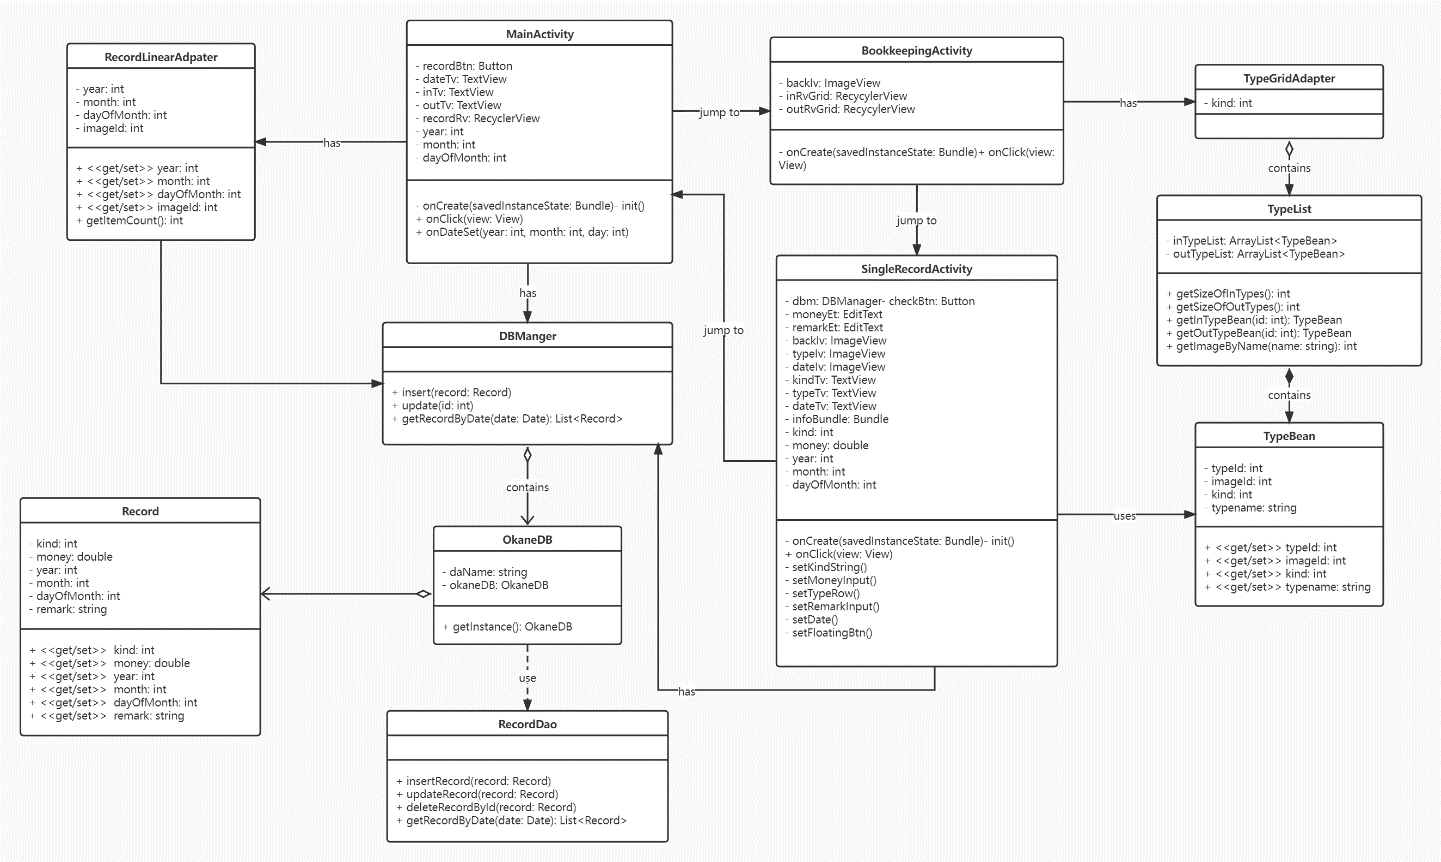 RecordLinearAdpater
- year: int
- month: int
- dayOfMonth: int
- imageId: int
+ <<get/set>> year: int
+ <<get/set>> month: int
+ <<get/set>> dayOfMonth: int
+ <<get/set>> imageId: int
+ getItemCount(): int
has
MainActivity
- recordBtn: Button
- dateTv: TextView
- inTv: TextView
- outTv: TextView
- recordRv: RecyclerView
- year: int
- month: int
- dayOfMonth: int
- onCreate(savedInstanceState: Bundle)- init()
+ onClick(view: View)
+ onDateSet(year: int, month: int, day: int)
jump to
BookkeepingActivity
- backIv: ImageView
- inRvGrid: RecycylerView
- outRvGrid: RecycylerView
- onCreate(savedInstanceState: Bundle)+ onClick(view:
View)
has
TypeGridAdapter
- kind: int
contains
TypeList
- inTypeList: ArrayList<TypeBean>
- outTypeList: ArrayList<TypeBean>
+ getSizeOfInTypes(): int
+ getSizeOfOutTypes(): int
+ getInTypeBean(id: int): TypeBean
+ getOutTypeBean(id: int): TypeBean
+ getImageByName(name: string): int
contains
TypeBean
- typeId: int
- imageId: int
- kind: int
- typename: string
+ <<get/set>> typeId: int
+ <<get/set>> imageId: int
+ <<get/set>> kind: int
+ <<get/set>> typename: string
jump to
SingleRecordActivity
- dbm: DBManager- checkBtn: Button
- moneyEt: EditText
- remarkEt: EditText
- backIv: ImageView
- typeIv: ImageView
- dateIv: ImageView
- kindTv: TextView
- typeTv: TextView
- dateTv: TextView
- infoBundle: Bundle
- kind: int
- money: double
- year: int
- month: int
- dayOfMonth: int
- onCreate(savedInstanceState: Bundle)- init()
+ onClick(view: View)
- setKindString()
- setMoneyInput()
- setTypeRow()
- setRemarkInput()
- setDate()
- setFloatingBtn()
uses
jump to
has
has
DBManger
+ insert(record: Record)
+ update(id: int)
+ getRecordByDate(date: Date): List<Record>
contains
OkaneDB
- daName: string
- okaneDB: OkaneDB
+ getInstance(): OkaneDB
use
RecordDao
+ insertRecord(record: Record)
+ updateRecord(record: Record)
+ deleteRecordById(record: Record)
+ getRecordByDate(date: Date): List<Record>
Record
- kind: int
- money: double
- year: int
- month: int
- dayOfMonth: int
- remark: string
+ <<get/set>> kind: int
+ <<get/set>> money: double
+ <<get/set>> year: int
+ <<get/set>> month: int
+ <<get/set>> dayOfMonth: int
+ <<get/set>> remark: string